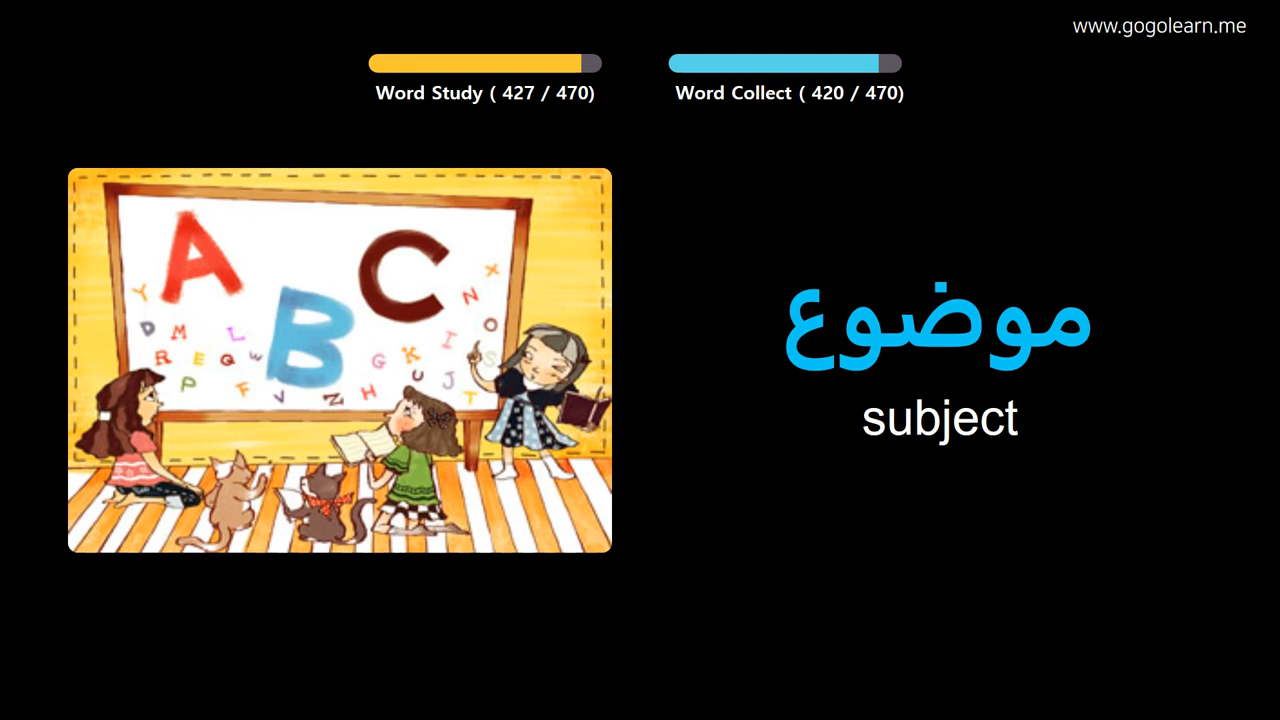 www.gogolearn.me
Word Study ( 427 / 470)
Word Collect ( 420 / 470)
A
B
C
Y
D
M
L
R
E
Q
W
P
F
V
Z
H
G
K
U
J
I
N
X
O
S
T
موضوع
subject